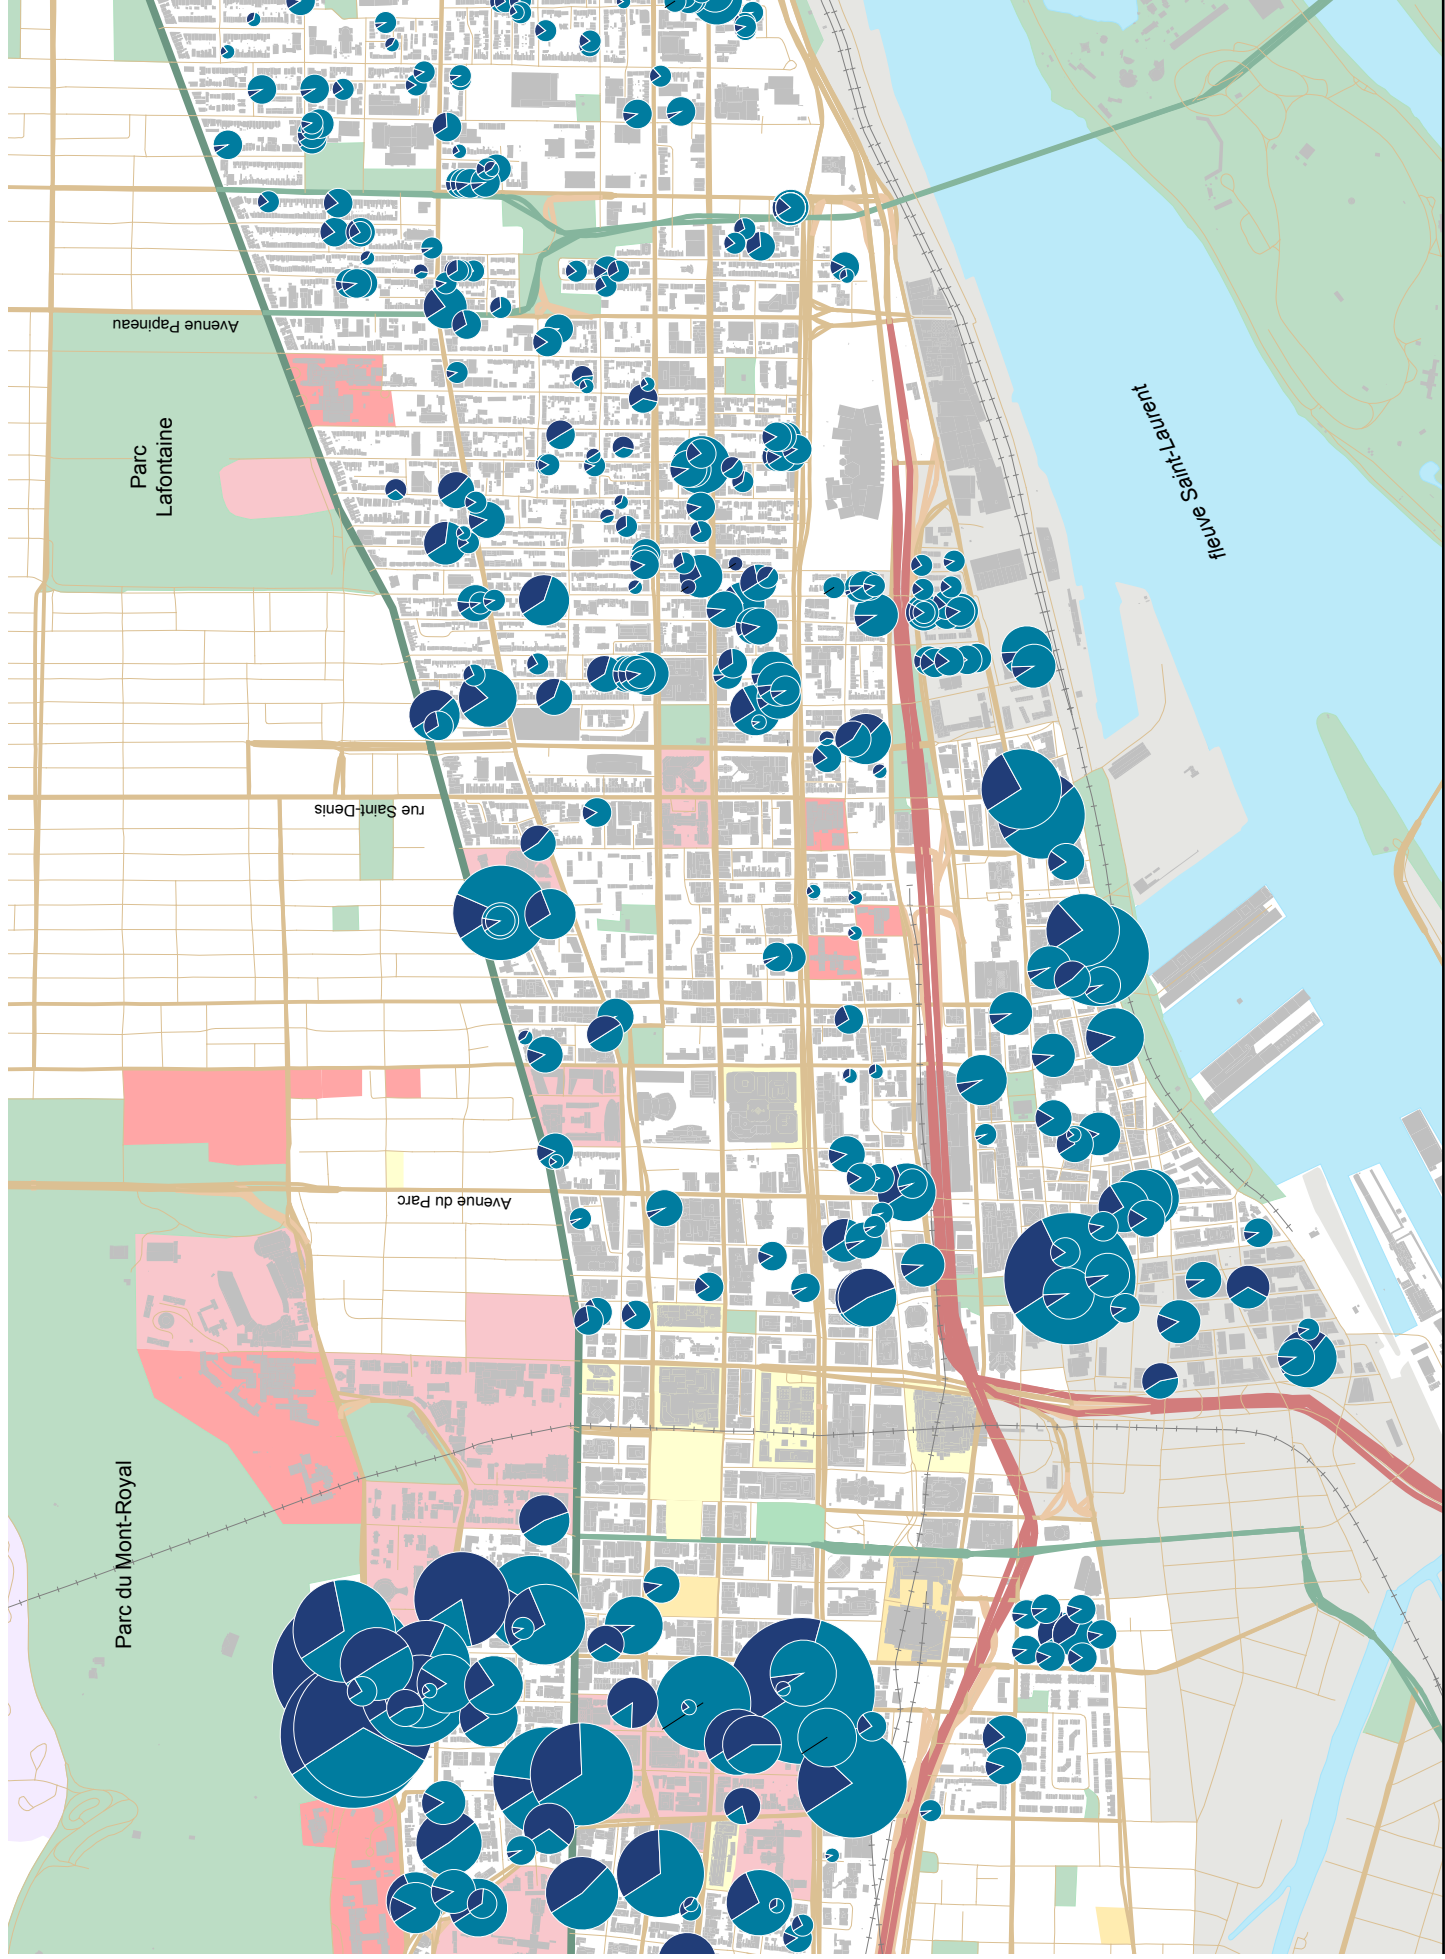 Avenue Papineau
Parc
Lafontaine
fleuve Saint-Laurent
rue Saint-Denis
Avenue du Parc
Parc du Mont-Royal